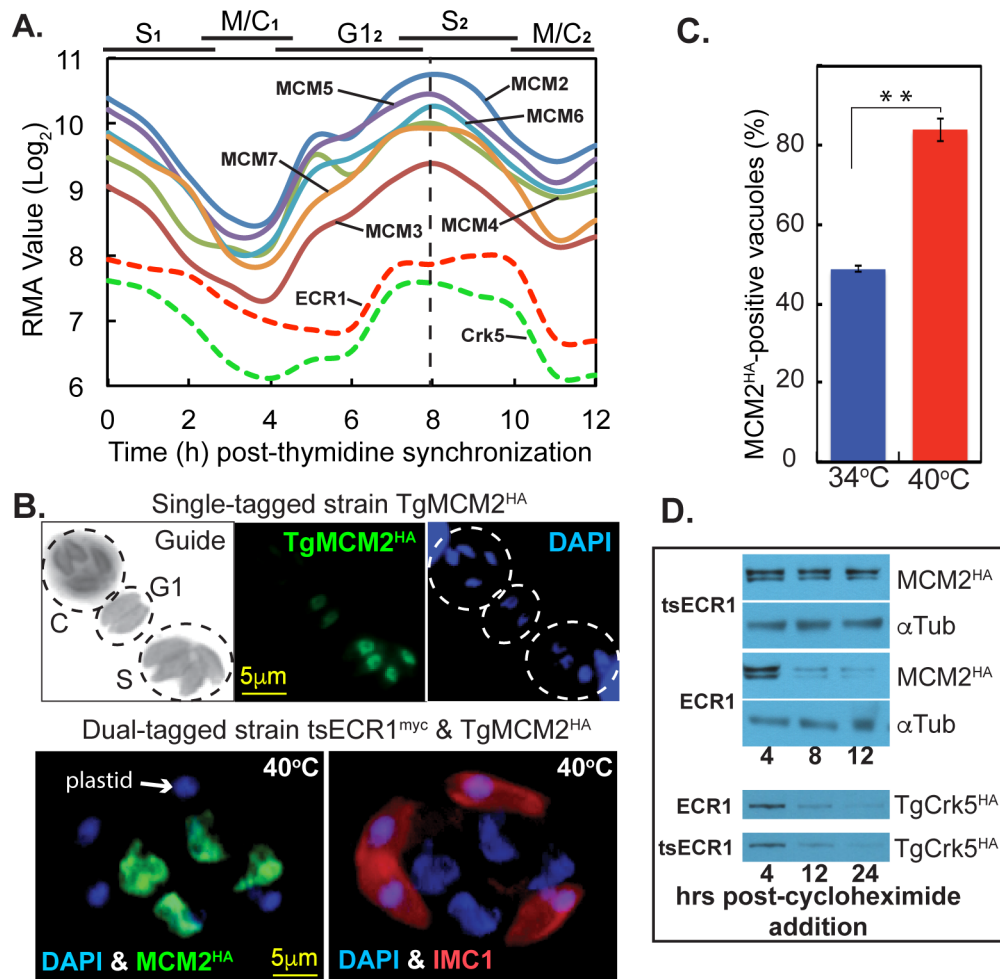 A.
S₁ M/C₁ G1₂ S₂ M/C₂
RMA Value (Log₂)
11
10
9
8
7
6
MCM5
MCM2
MCM6
MCM7
MCM3
MCM4
ECR1
Crk5
0 2 4 6 8 10 12
Time (h) post-thymidine synchronization
B.
Single-tagged strain TgMCM2ᴴᴬ
Guide
C
G1
S
TgMCM2ᴴᴬ
5μm
DAPI
Dual-tagged strain tsECR1ᵐʸᶜ & TgMCM2ᴴᴬ
plastid
40°C
DAPI & MCM2ᴴᴬ
5μm
40°C
DAPI & IMC1
C.
MCM2ᴴᴬ-positive vacuoles (%)
80
60
40
20
0
**
34°C 40°C
D.
tsECR1
MCM2ᴴᴬ
αTub
ECR1
MCM2ᴴᴬ
αTub
4 8 12
ECR1 TgCrk5ᴴᴬ
tsECR1 TgCrk5ᴴᴬ
4 12 24
hrs post-cycloheximide
addition